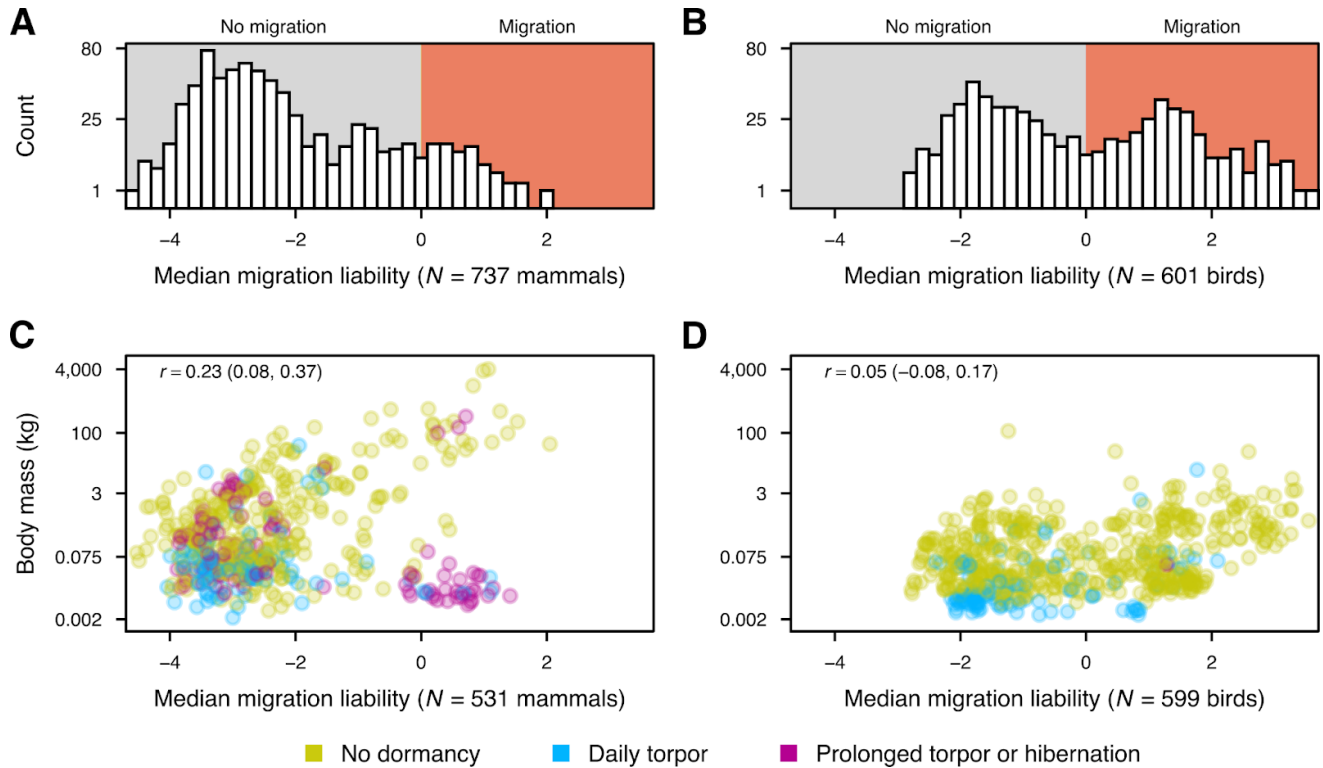 A
No migration
Migration
80
25
1
Count
−4
−2
0
2
Median migration liability (N = 737 mammals)
B
No migration
Migration
80
25
1
−4
−2
0
2
Median migration liability (N = 601 birds)
C
r = 0.23 (0.08, 0.37)
4,000
100
3
0.075
0.002
Body mass (kg)
−4
−2
0
2
Median migration liability (N = 531 mammals)
D
r = 0.05 (−0.08, 0.17)
4,000
100
3
0.075
0.002
−4
−2
0
2
Median migration liability (N = 599 birds)
No dormancy
Daily torpor
Prolonged torpor or hibernation